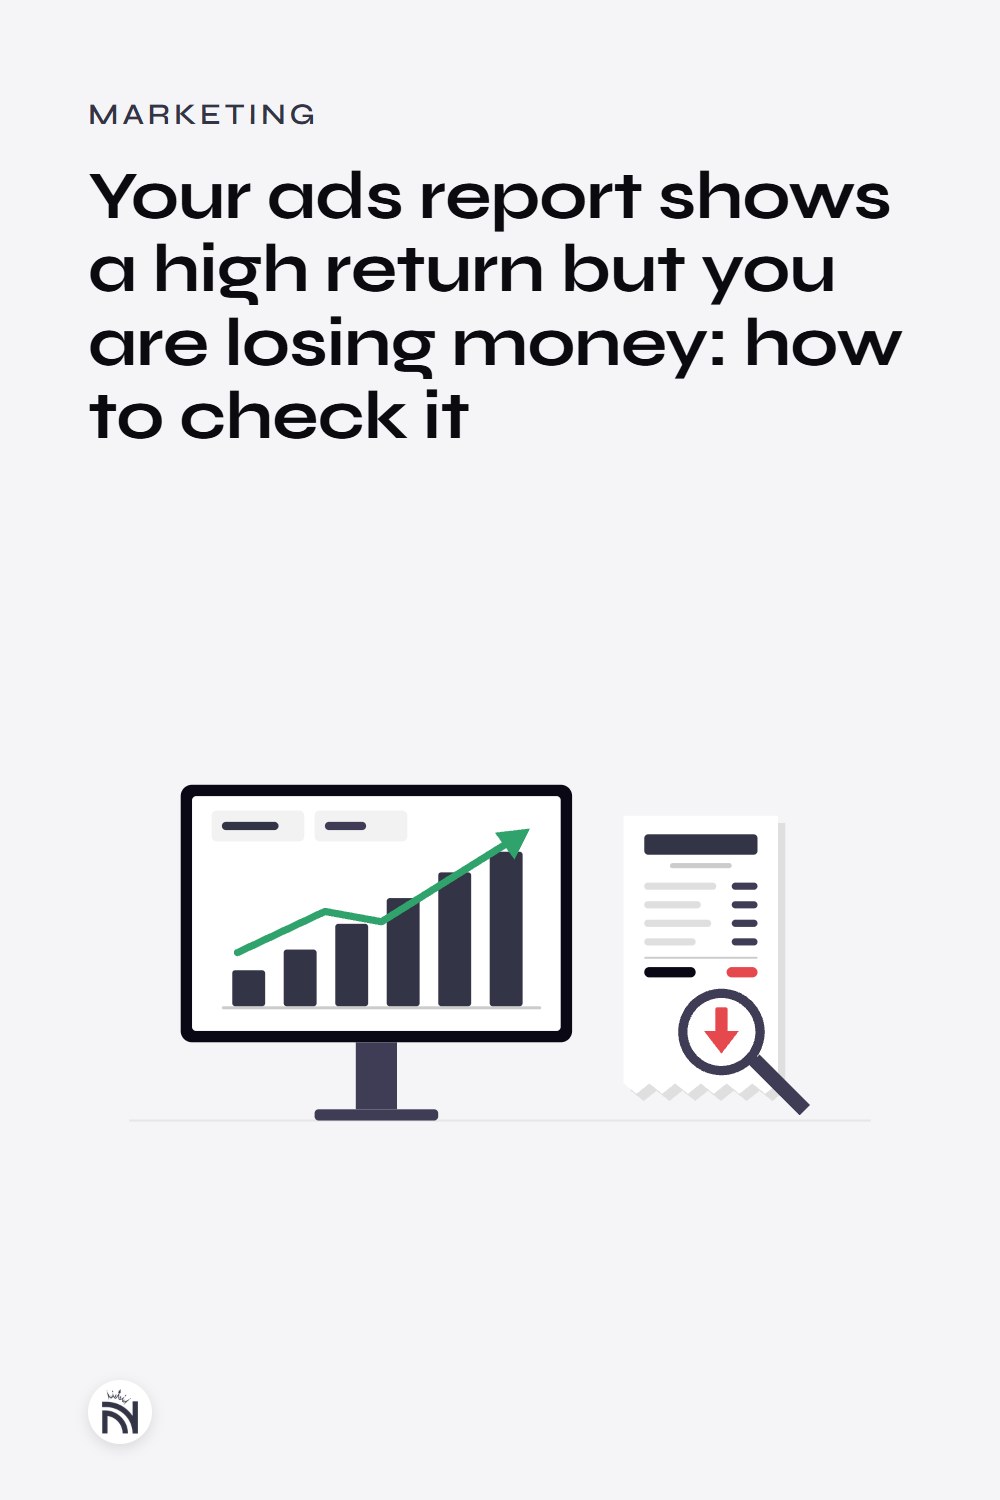 MARKETING
Your ads report shows
a high return but you
are losing money: how
to check it